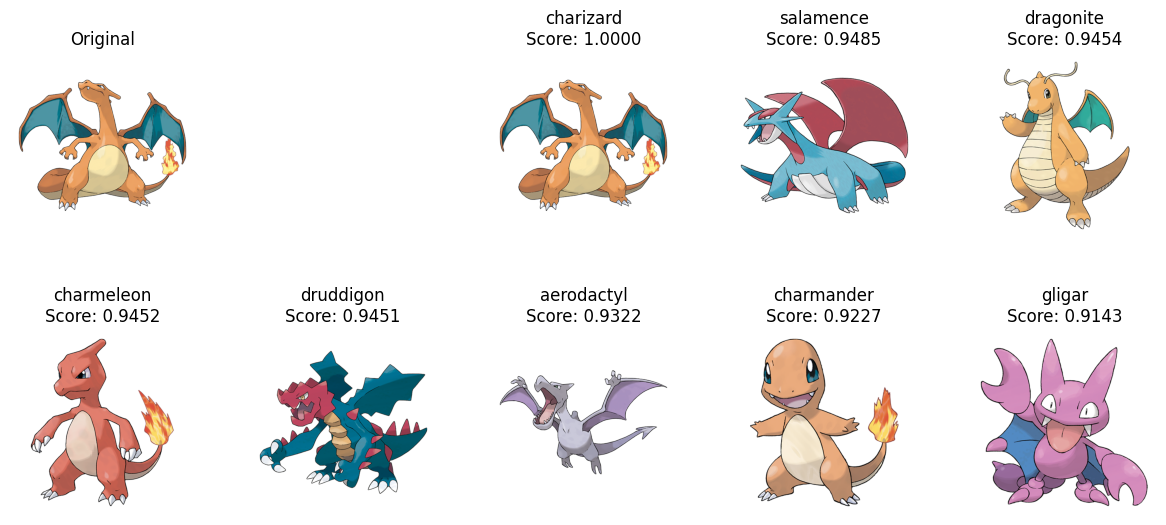 Original
charizard
Score: 1.0000
salamence
Score: 0.9485
dragonite
Score: 0.9454
charmeleon
Score: 0.9452
druddigon
Score: 0.9451
aerodactyl
Score: 0.9322
charmander
Score: 0.9227
gligar
Score: 0.9143